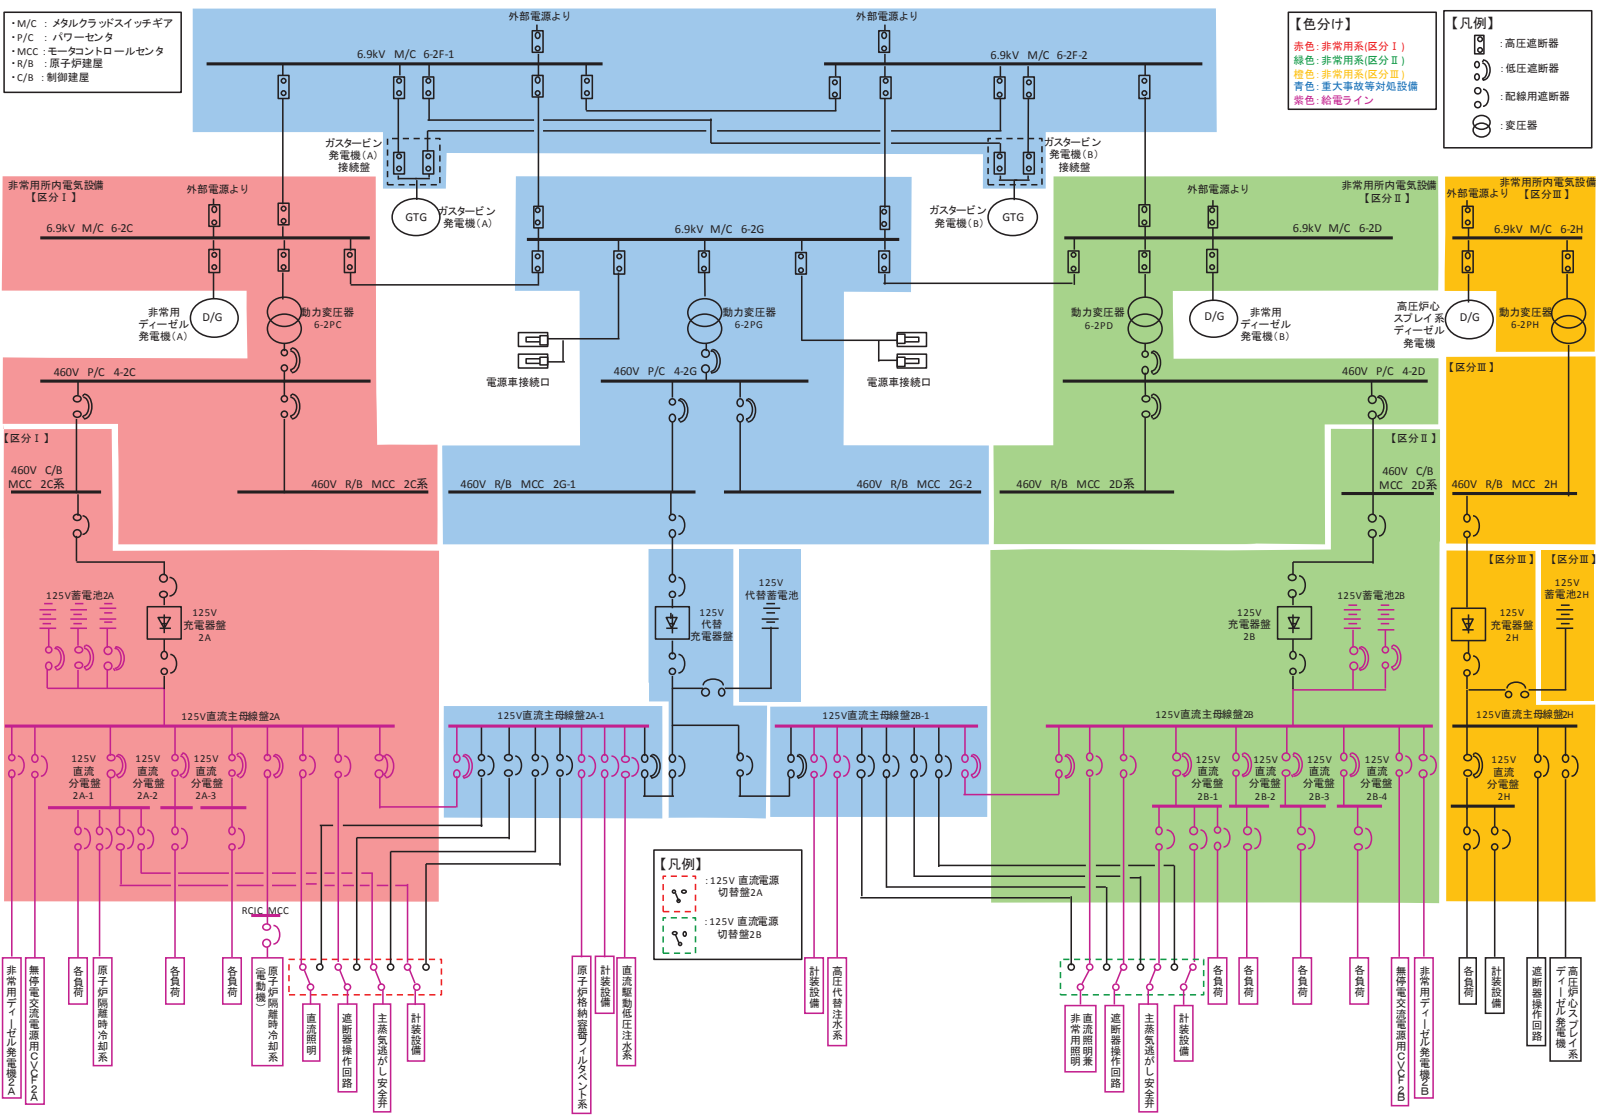 ・M/C ： メタルクラッドスイッチギア
・P/C ： パワーセンタ
・MCC ：モータコントロールセンタ
・R/B ：原子炉建屋
・C/B ：制御建屋
外部電源より
外部電源より
【色分け】
赤色：非常用系(区分Ⅰ)
緑色：非常用系(区分Ⅱ)
橙色：非常用系(区分Ⅲ)
青色：重大事故等対処設備
紫色：給電ライン
【凡例】
：高圧遮断器
：低圧遮断器
：配線用遮断器
：変圧器
6.9kV M/C 6-2F-1
6.9kV M/C 6-2F-2
ガスタービン
発電機(A)
接続盤
ガスタービン
発電機(B)
接続盤
GTG
ガスタービン
発電機(A)
ガスタービン
発電機(B)
GTG
非常用所内電気設備
【区分Ⅰ】
外部電源より
6.9kV M/C 6-2C
6.9kV M/C 6-2G
外部電源より
非常用所内電気設備
【区分Ⅱ】
6.9kV M/C 6-2D
非常用所内電気設備
【区分Ⅲ】
外部電源より
6.9kV M/C 6-2H
非常用
ディーゼル
発電機(A)
D/G
動力変圧器
6-2PC
動力変圧器
6-2PG
動力変圧器
6-2PD
D/G
非常用
ディーゼル
発電機(B)
高圧炉心
スプレイ系
ディーゼル
発電機
D/G
動力変圧器
6-2PH
電源車接続口
電源車接続口
460V P/C 4-2C
460V P/C 4-2G
460V P/C 4-2D
【区分Ⅲ】
【区分Ⅰ】
460V C/B
MCC 2C系
460V R/B MCC 2C系
460V R/B MCC 2G-1
460V R/B MCC 2G-2
460V R/B MCC 2D系
【区分Ⅱ】
460V C/B
MCC 2D系
460V R/B MCC 2H
【区分Ⅲ】
【区分Ⅲ】
125V蓄電池2A
125V
充電器盤
2A
125V
代替
充電器盤
125V
代替蓄電池
125V
充電器盤
2B
125V蓄電池2B
125V
充電器盤
2H
125V
蓄電池2H
125V直流主母線盤2A
125V直流主母線盤2A-1
125V直流主母線盤2B-1
125V直流主母線盤2B
125V直流主母線盤2H
125V
直流
分電盤
2A-1
125V
直流
分電盤
2A-2
125V
直流
分電盤
2A-3
125V
直流
分電盤
2B-1
125V
直流
分電盤
2B-2
125V
直流
分電盤
2B-3
125V
直流
分電盤
2B-4
125V
直流
分電盤
2H
【凡例】
：125V 直流電源
切替盤2A
：125V 直流電源
切替盤2B
RCIC MCC
非常用ディーゼル発電機2A
無停電交流電源用CVCF2A
各負荷
原子炉隔離時冷却系
各負荷
各負荷
原子炉隔離時冷却系
(電動機)
直流照明
遮断器操作回路
主蒸気逃がし安全弁
計装設備
原子炉格納容器フィルタベント系
計装設備
直流駆動低圧注水系
計装設備
高圧代替注水系
直流照明兼
非常用照明
遮断器操作回路
主蒸気逃がし安全弁
計装設備
各負荷
各負荷
各負荷
各負荷
無停電交流電源用CVCF2B
非常用ディーゼル発電機2B
各負荷
計装設備
遮断器操作回路
高圧炉心スプレイ系
ディーゼル発電機